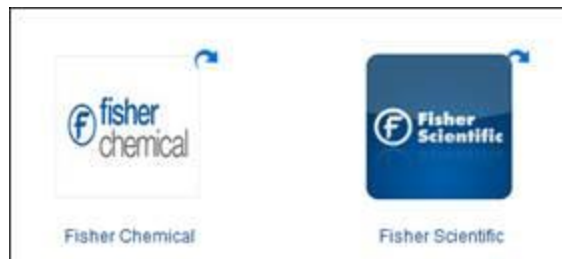 fisher
chemical
Fisher
Scientific
Fisher Chemical
Fisher Scientific